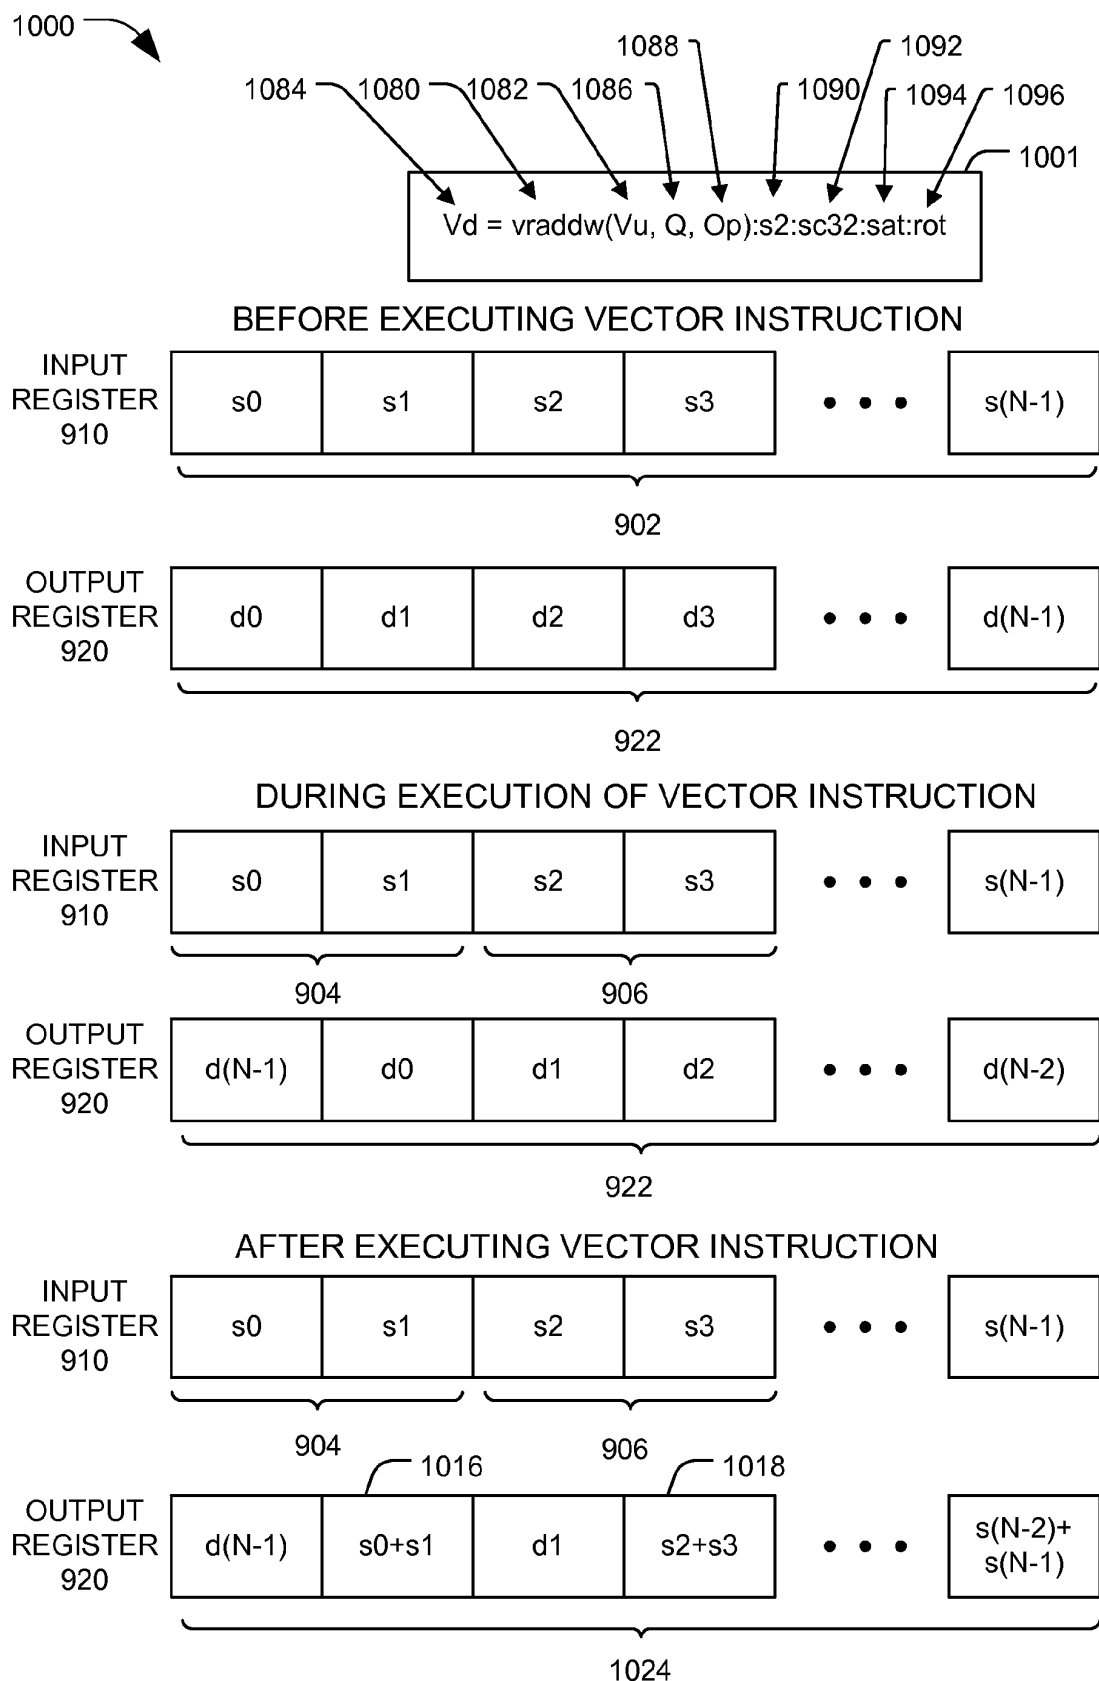 1000
1088 1092
1084 1080 1082 1086 1090 1094 1096
1001
Vd = vraddw(Vu, Q, Op):s2:sc32:sat:rot
BEFORE EXECUTING VECTOR INSTRUCTION
INPUT
REGISTER
910
s0 s1 s2 s3 • • • s(N-1)
902
OUTPUT
REGISTER
920
d0 d1 d2 d3 • • • d(N-1)
922
DURING EXECUTION OF VECTOR INSTRUCTION
INPUT
REGISTER
910
s0 s1 s2 s3 • • • s(N-1)
904 906
OUTPUT
REGISTER
920
d(N-1) d0 d1 d2 • • • d(N-2)
922
AFTER EXECUTING VECTOR INSTRUCTION
INPUT
REGISTER
910
s0 s1 s2 s3 • • • s(N-1)
904 906
1016 1018
OUTPUT
REGISTER
920
d(N-1) s0+s1 d1 s2+s3 • • • s(N-2)+
s(N-1)
1024